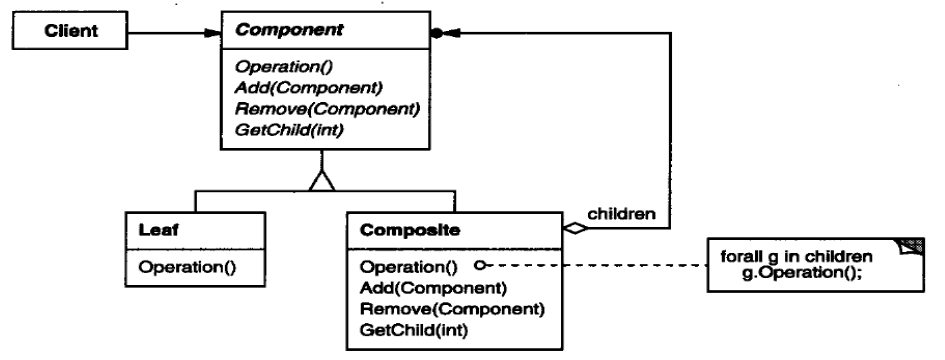 Client
Component
Operation()
Add(Component)
Remove(Component)
GetChild(int)
Leaf
Operation()
Composite
Operation()
Add(Component)
Remove(Component)
GetChild(int)
children
forall g in children
g.Operation();